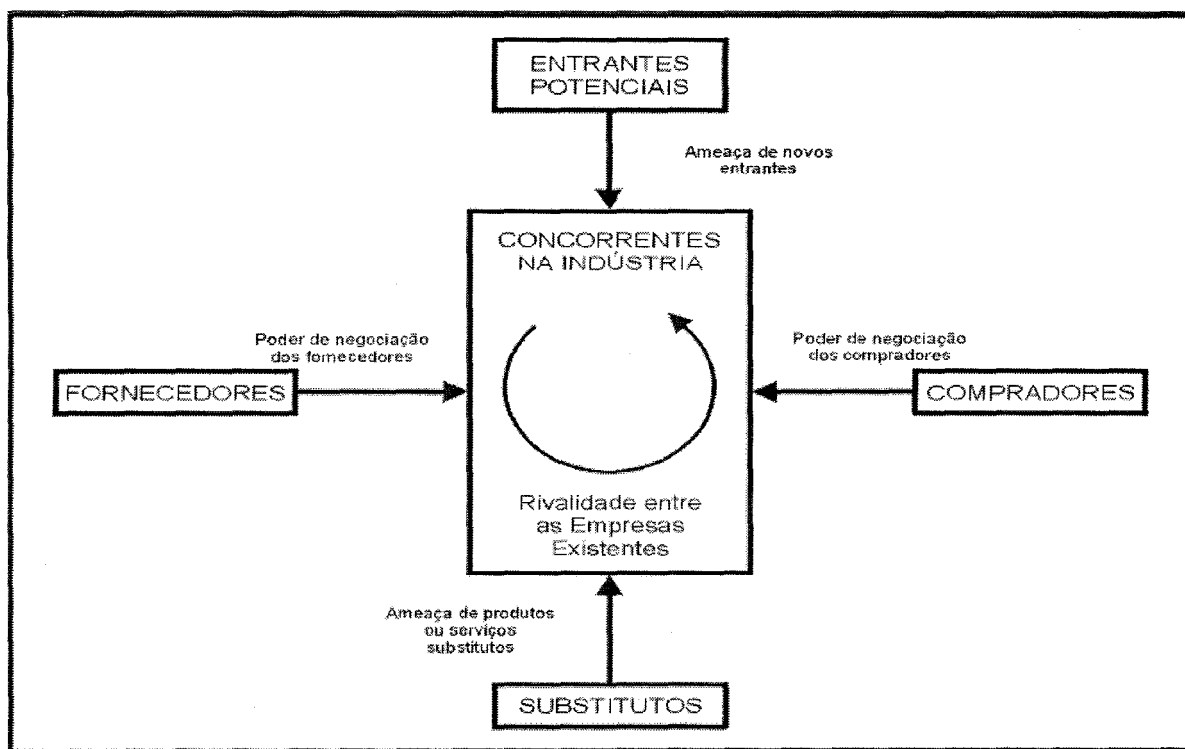 ENTRANTES
POTENCIAIS
Ameaça de novos
entrantes
CONCORRENTES
NA INDÚSTRIA
Poder de negociação
dos fornecedores
Poder de negociação
dos compradores
FORNECEDORES
COMPRADORES
Rivalidade entre
as Empresas
Existentes
Ameaça de produtos
ou serviços
substitutos
SUBSTITUTOS